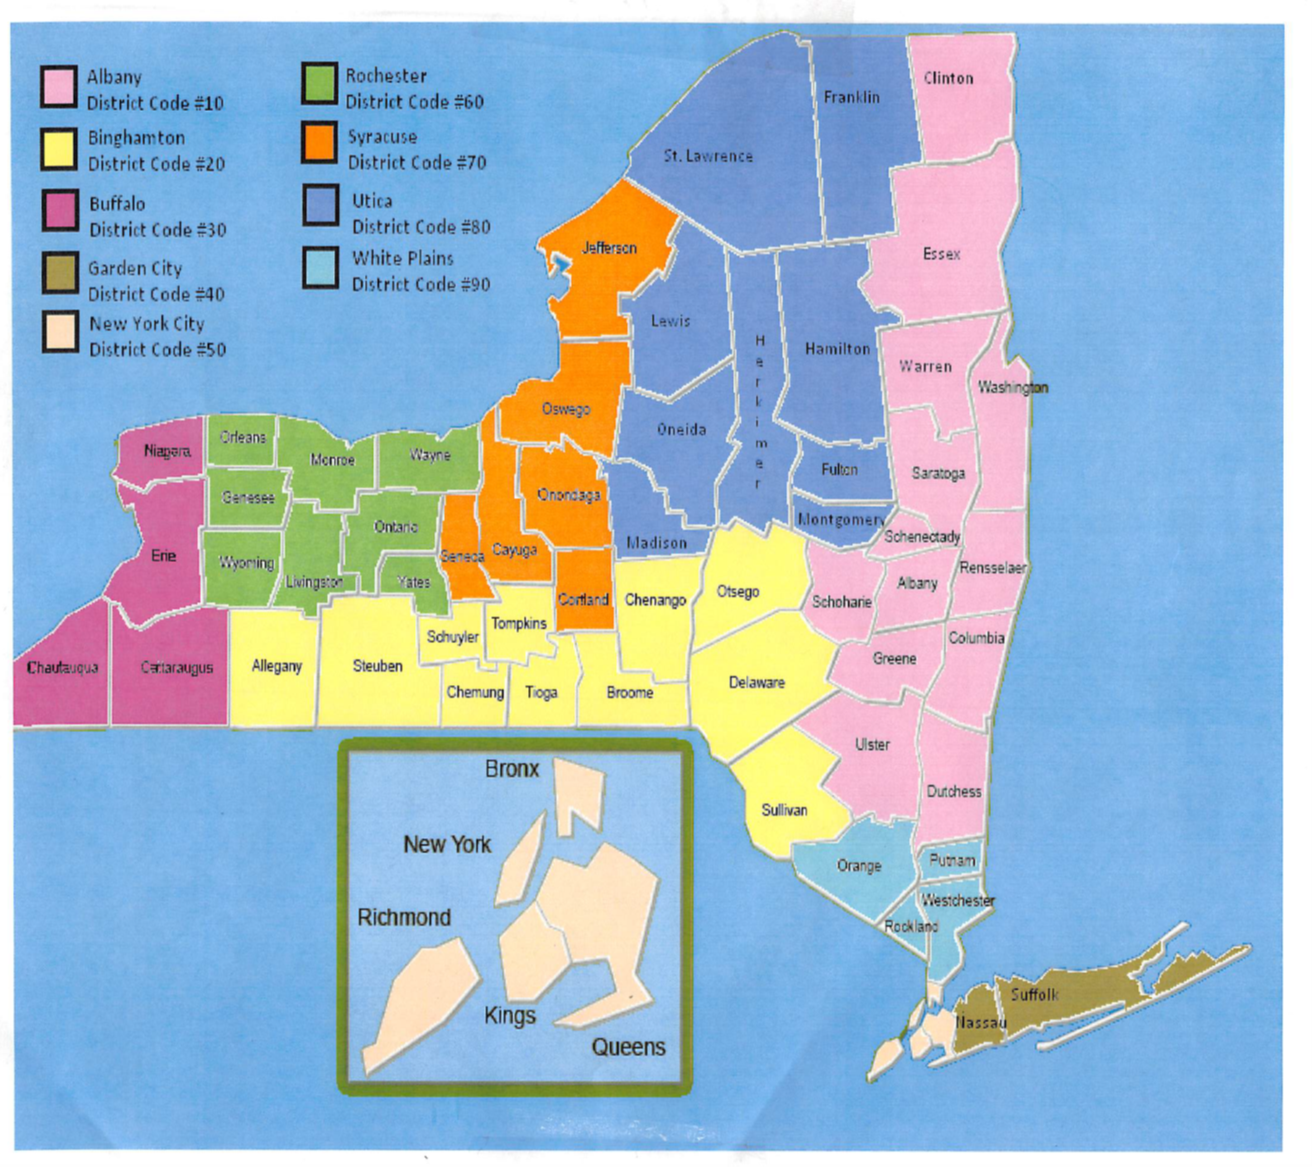 Albany
District Code #10
Binghamton
District Code #20
Buffalo
District Code #30
Garden City
District Code #40
New York City
District Code #50
Rochester
District Code #60
Syracuse
District Code #70
Utica
District Code #80
White Plains
District Code #90
Clinton
Franklin
St. Lawrence
Jefferson
Essex
Lewis
Herkimer
Hamilton
Warren
Washington
Oswego
Oneida
Niagara
Orleans
Monroe
Wayne
Fulton
Saratoga
Genesee
Onondaga
Ontario
Montgomery
Schenectady
Erie
Wyoming
Livingston
Yates
Seneca
Cayuga
Madison
Cortland
Chenango
Otsego
Schoharie
Albany
Rensselaer
Schuyler
Tompkins
Columbia
Greene
Chautauqua
Cattaraugus
Allegany
Steuben
Chemung
Tioga
Broome
Delaware
Ulster
Dutchess
Sullivan
Orange
Putnam
Westchester
Rockland
Suffolk
Nassau
Bronx
New York
Richmond
Kings
Queens